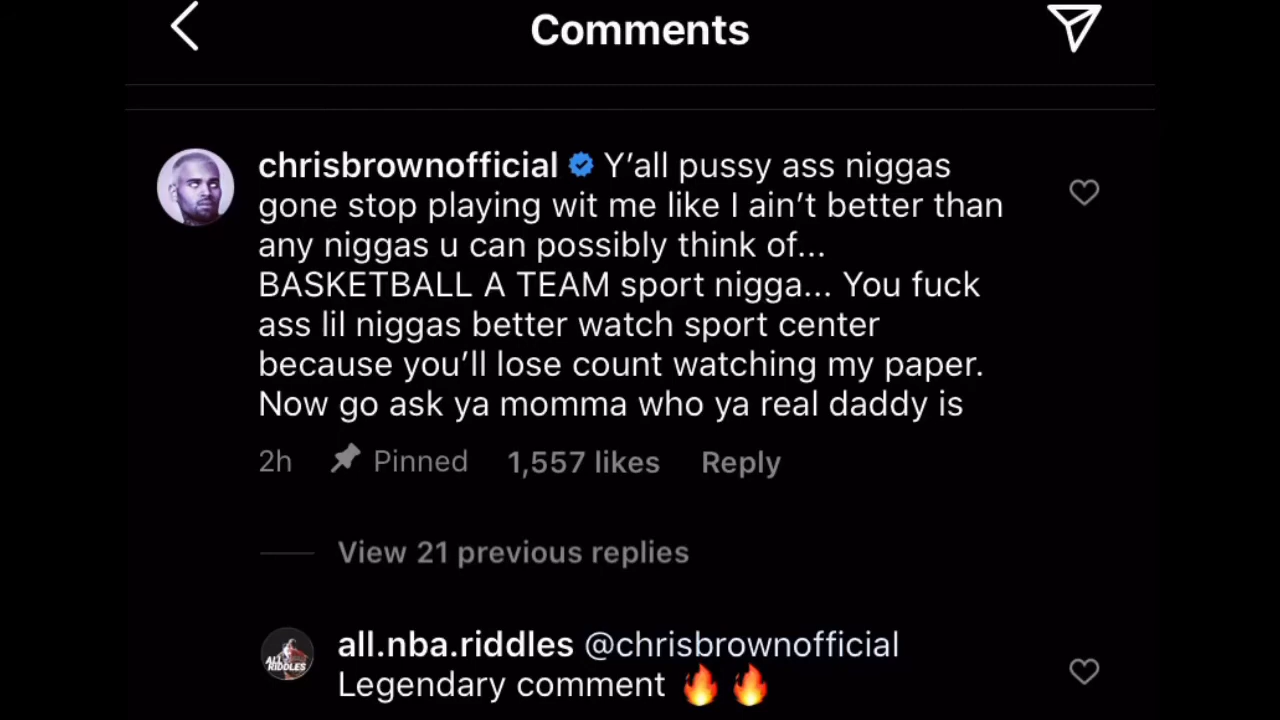 Comments
chrisbrownofficial Y’all pussy ass niggas
gone stop playing wit me like I ain’t better than
any niggas u can possibly think of...
BASKETBALL A TEAM sport nigga... You fuck
ass lil niggas better watch sport center
because you’ll lose count watching my paper.
Now go ask ya momma who ya real daddy is
2h Pinned 1,557 likes Reply
View 21 previous replies
all.nba.riddles @chrisbrownofficial
Legendary comment 🔥 🔥
ALL
RIDDLES